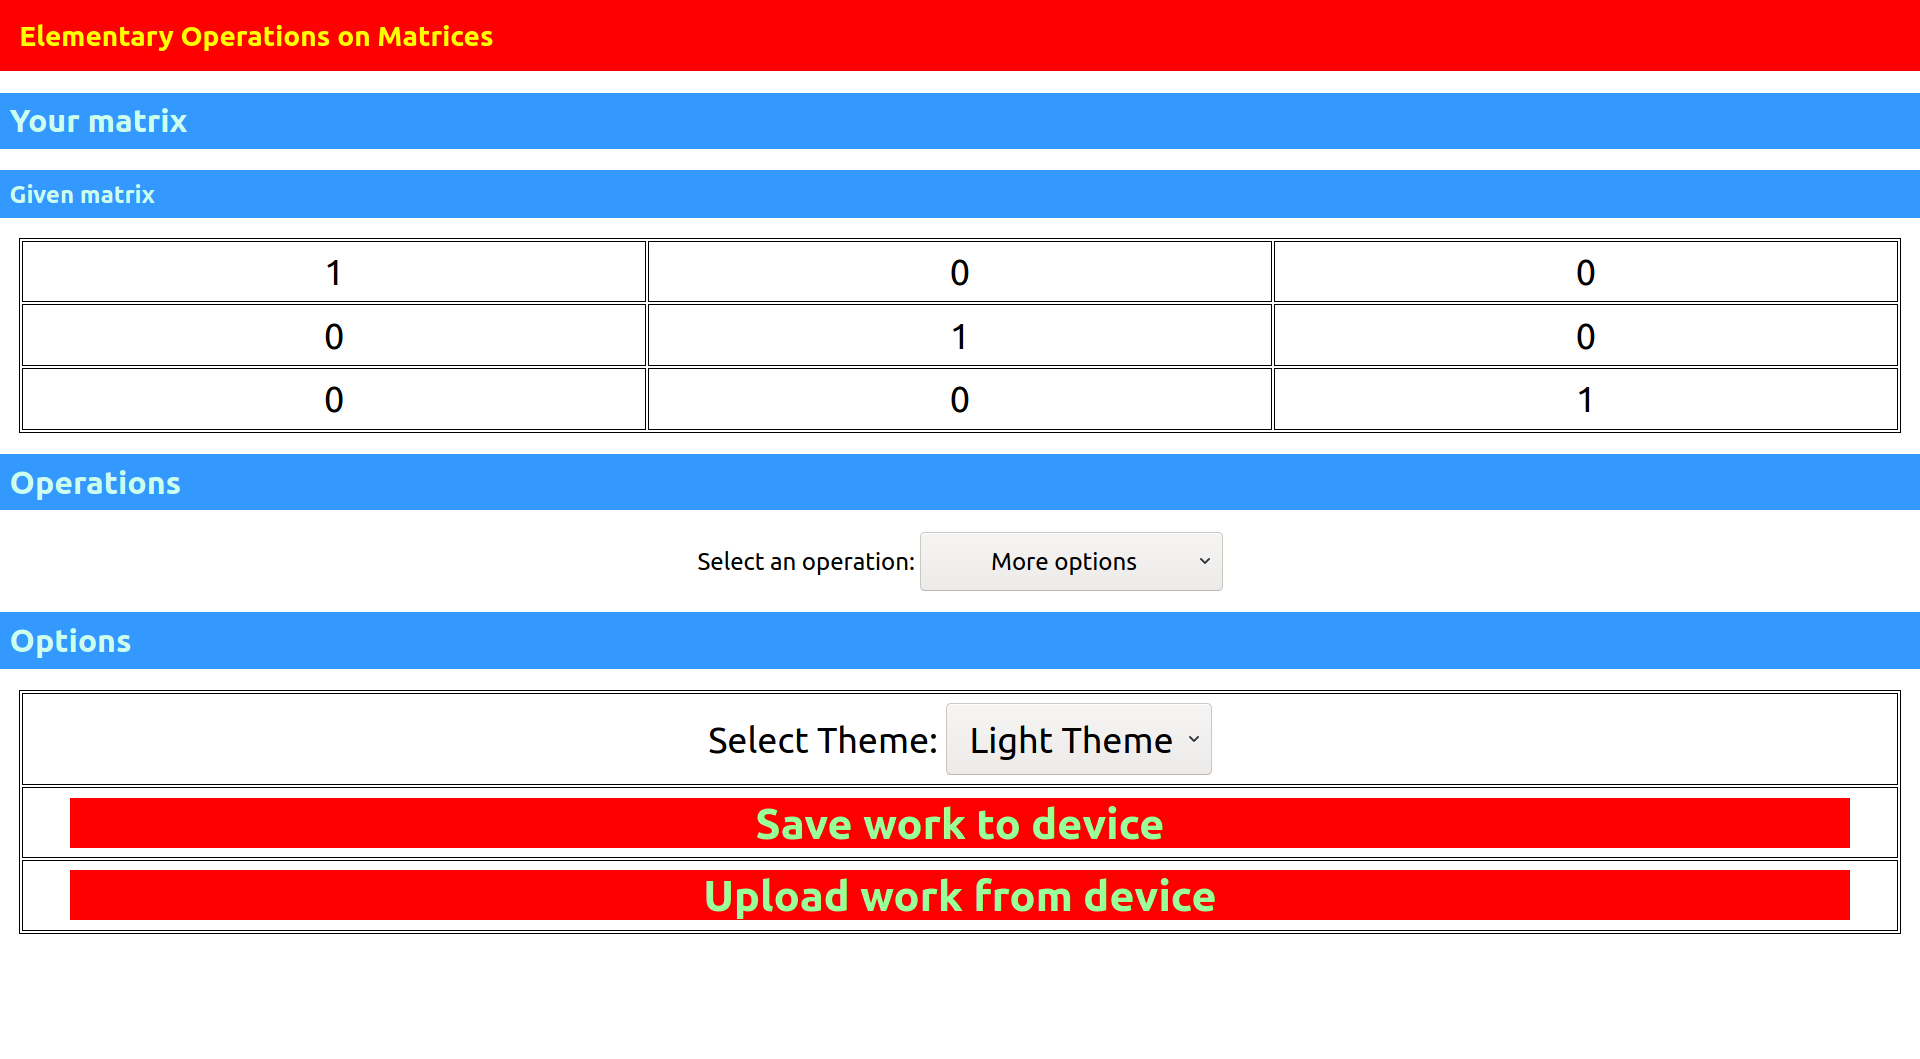 Elementary Operations on Matrices
Your matrix
Given matrix
1 0 0
0 1 0
0 0 1
Operations
Select an operation: More options
Options
Select Theme: Light Theme
Save work to device
Upload work from device